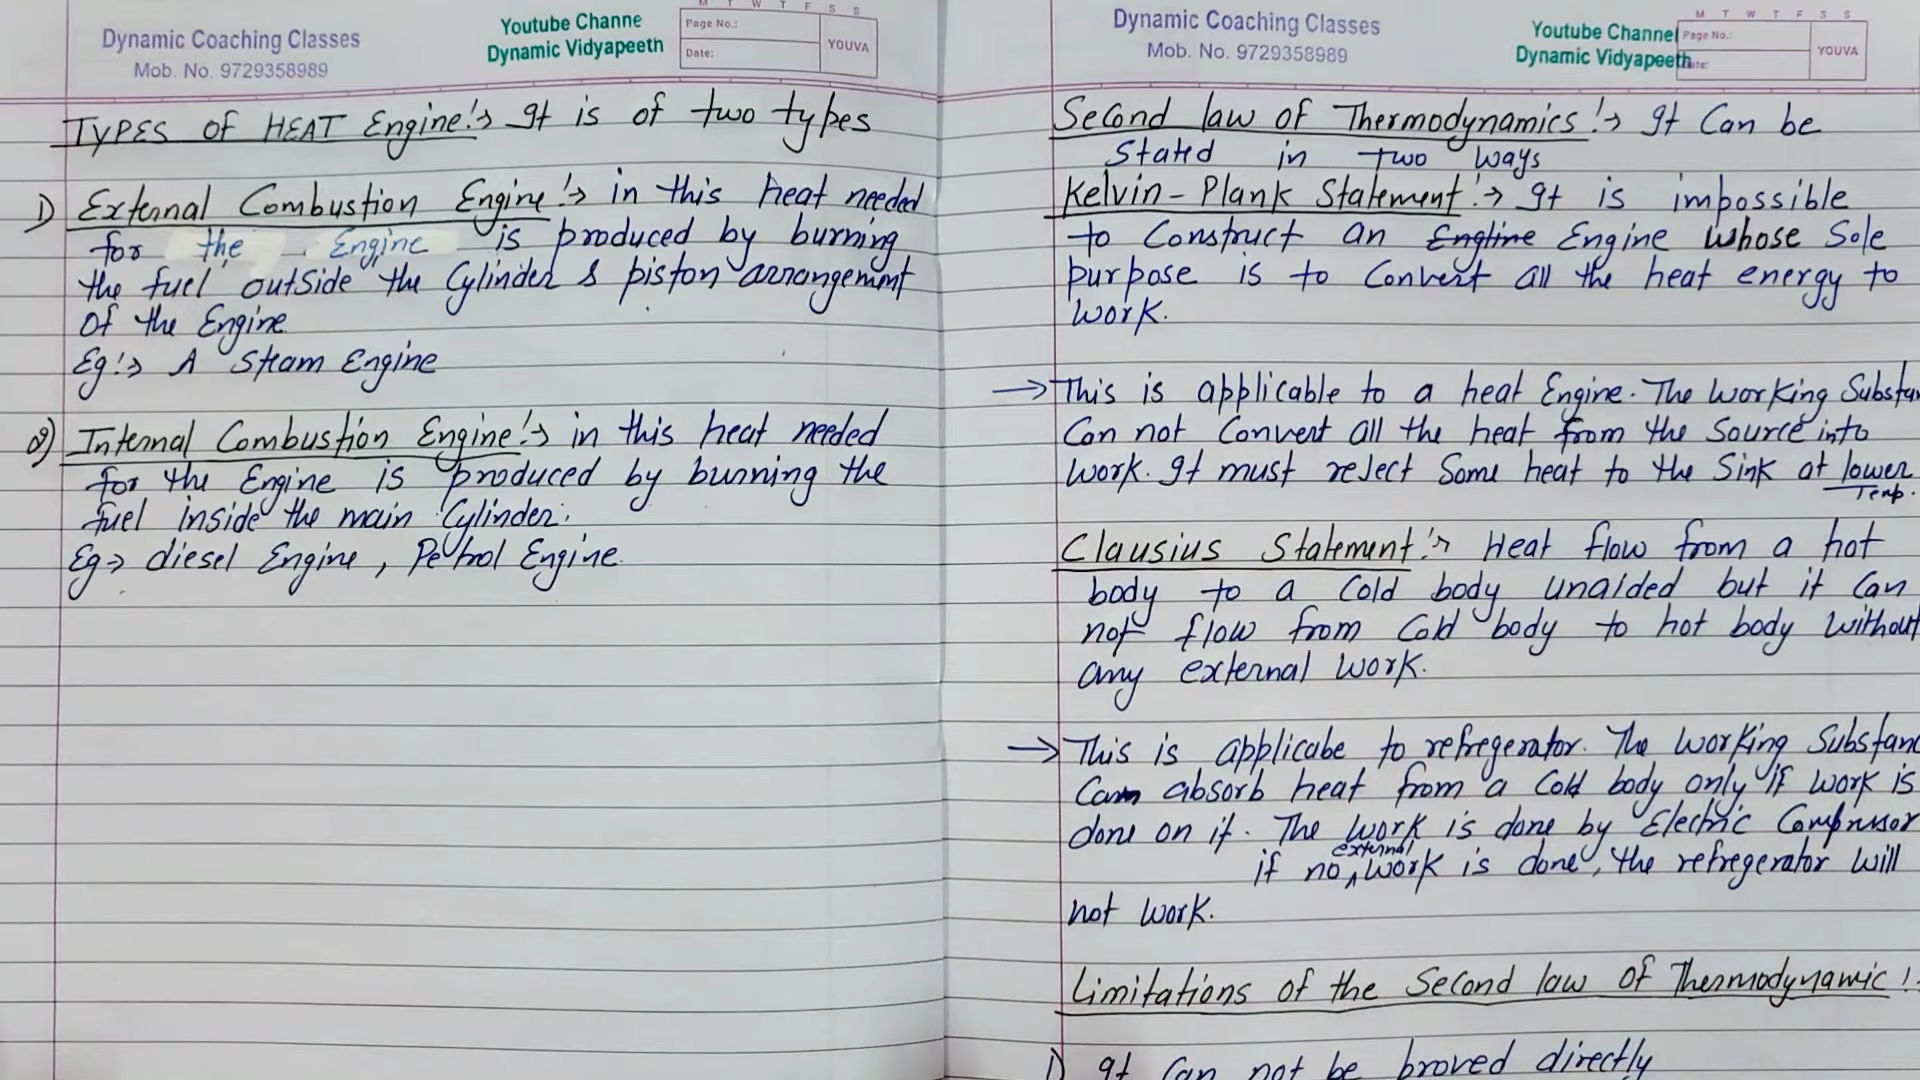 Dynamic Coaching Classes
Mob. No. 9729358989
Youtube Channe
Dynamic Vidyapeeth
M T W T F S S
Page No.:
Date:
YOUVA
TYPES OF HEAT Engine:→ It is of two types
1) External Combustion Engine:→ in this heat needed
for the Engine is produced by burning
the fuel outside the Cylinder & piston arrangement
of the Engine
Eg:→ A Steam Engine
2) Internal Combustion Engine:→ in this heat needed
for the Engine is produced by burning the
fuel inside the main Cylinder.
Eg→ diesel Engine, Petrol Engine.
Dynamic Coaching Classes
Mob. No. 9729358989
Youtube Channel
Dynamic Vidyapeeth
M T W T F S S
Page No.:
ate:
YOUVA
Second law of Thermodynamics:→ It Can be
Stated in two ways
Kelvin-Plank Statement:→ It is impossible
to Construct an Engtine Engine whose Sole
purpose is to Convert all the heat energy to
work.
→ This is applicable to a heat Engine. The working Substan
Can not Convert all the heat from the Source into
work. It must reject Some heat to the Sink at lower
Temp.
Clausius Statement:→ Heat flow from a hot
body to a Cold body unaided but it Can
not flow from Cold body to hot body without
any external work.
→ This is applicabe to refregerator. The working Substanc
Can absorb heat from a Cold body only if work is
done on it. The work is done by Electric Compressor
if no external work is done, the refregerator will
not work.
Limitations of the Second law of Thermodynamic:-
1) It Can not be proved directly